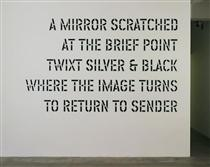 A MIRROR SCRATCHED
AT THE BRIEF POINT
TWIXT SILVER & BLACK
WHERE THE IMAGE TURNS
TO RETURN TO SENDER